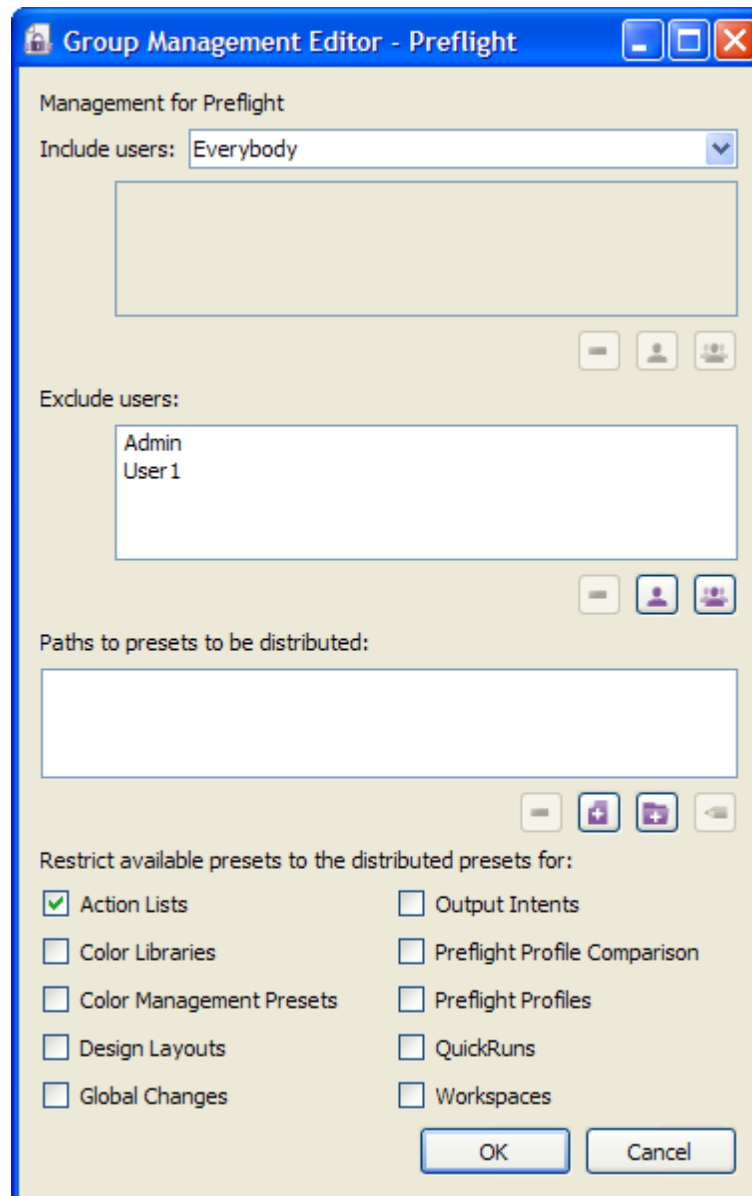 Group Management Editor - Preflight
Management for Preflight
Include users: Everybody
Exclude users:
Admin
User1
Paths to presets to be distributed:
Restrict available presets to the distributed presets for:
Action Lists Output Intents
Color Libraries Preflight Profile Comparison
Color Management Presets Preflight Profiles
Design Layouts QuickRuns
Global Changes Workspaces
OK Cancel